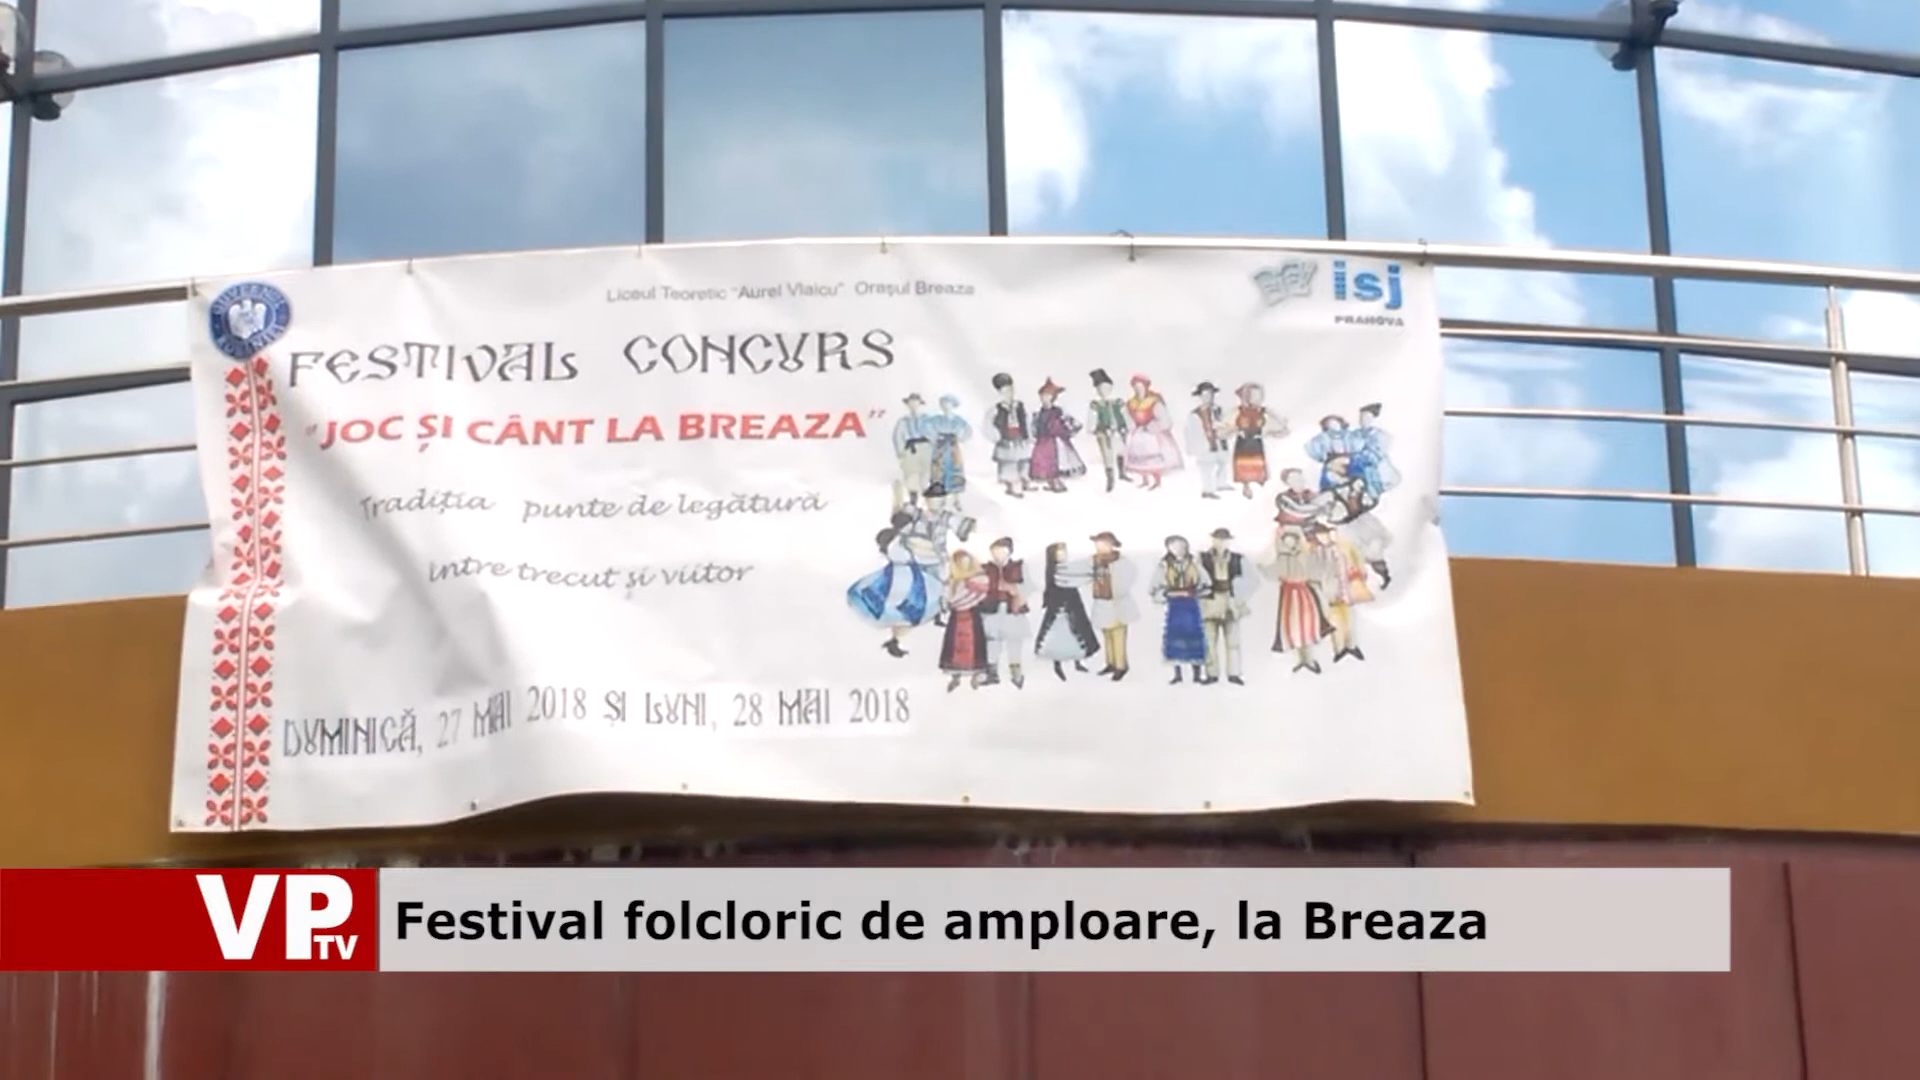 Liceul Teoretic "Aurel Vlaicu" Orașul Breaza
isj
PRAHOVA
FESTIVAL CONCURS
"JOC ȘI CÂNT LA BREAZA"
Tradiția punte de legătură
între trecut și viitor
DUMINICĂ, 27 MAI 2018 ȘI LUNI, 28 MAI 2018
VP TV
Festival folcloric de amploare, la Breaza